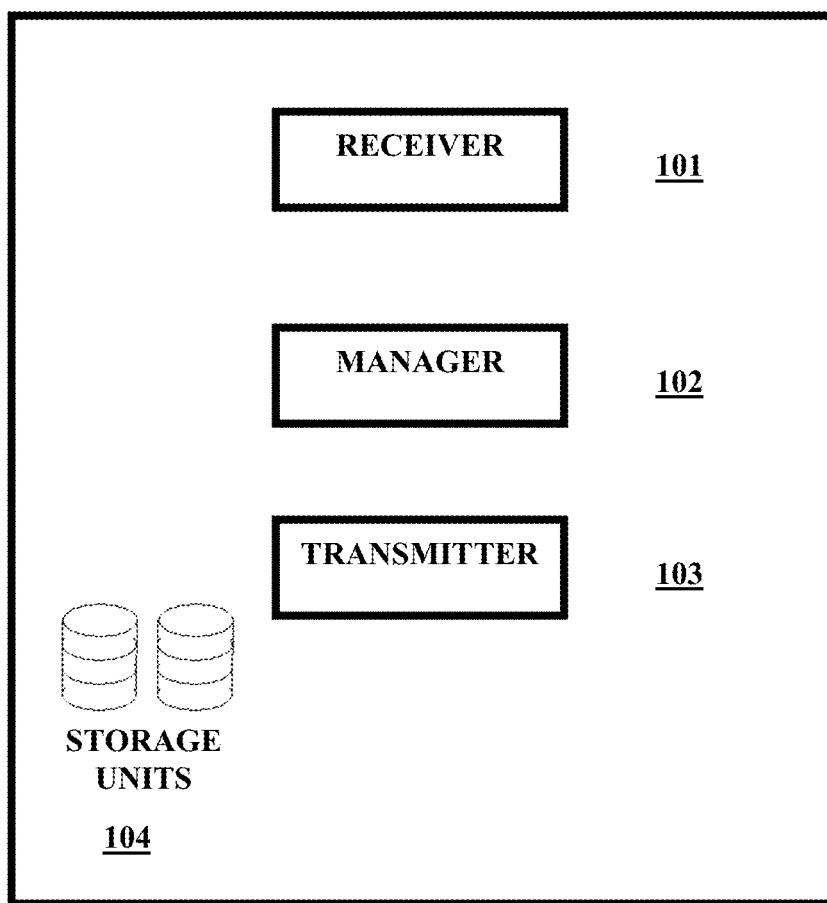 RECEIVER
101
MANAGER
102
TRANSMITTER
103
STORAGE
UNITS
104